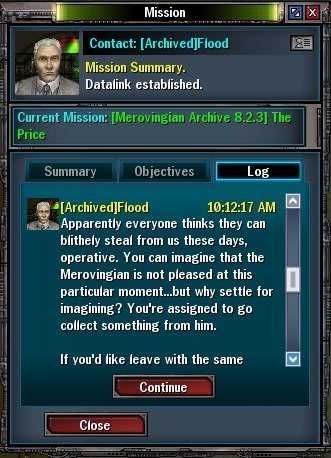 Mission
Contact: [Archived]Flood
Mission Summary.
Datalink established.
Current Mission: [Merovingian Archive 8.2.3] The
Price
Summary Objectives Log
[Archived]Flood 10:12:17 AM
Apparently everyone thinks they can
blithely steal from us these days,
operative. You can imagine that the
Merovingian is not pleased at this
particular moment...but why settle for
imagining? You're assigned to go
collect something from him.
If you'd like leave with the same
Continue
Close